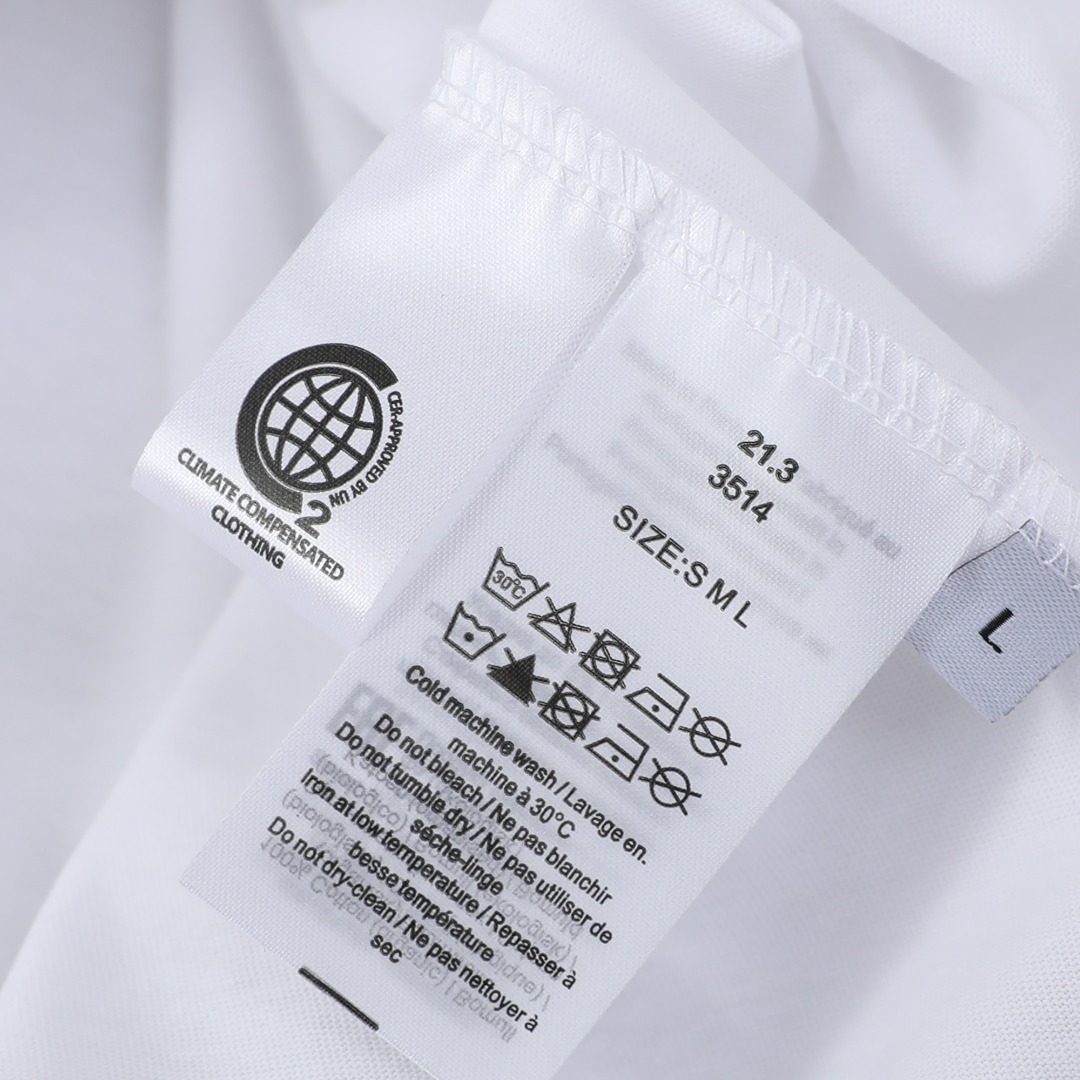 CER-APPROVED BY UN
2
CLIMATE COMPENSATED
CLOTHING
21.3
3514
SIZE:S M L
30°C
Cold machine wash / Lavage en.
machine à 30°C
Do not bleach / Ne pas blanchir
Do not fumble dry / Ne pas utiliser de
séche-linge
Iron at low temperature / Repasser à
besse température
Do not dry-clean / Ne pas nettoyer à
sec
L